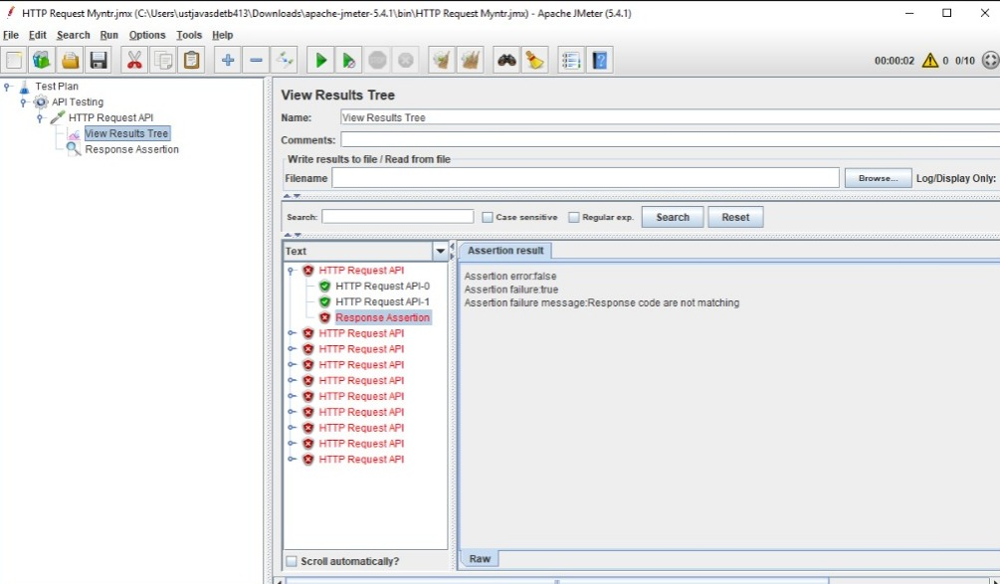 HTTP Request Myntr.jmx (C:\Users\ustjavasdetb413\Downloads\apache-jmeter-5.4.1\bin\HTTP Request Myntr.jmx) - Apache JMeter (5.4.1)
File Edit Search Run Options Tools Help
00:00:02 0 0/10
Test Plan
API Testing
HTTP Request API
View Results Tree
Response Assertion
View Results Tree
Name: View Results Tree
Comments:
Write results to file / Read from file
Filename Browse... Log/Display Only:
Search: Case sensitive Regular exp. Search Reset
Text
HTTP Request API
HTTP Request API-0
HTTP Request API-1
Response Assertion
HTTP Request API
HTTP Request API
HTTP Request API
HTTP Request API
HTTP Request API
HTTP Request API
HTTP Request API
HTTP Request API
HTTP Request API
Scroll automatically?
Assertion result
Assertion error:false
Assertion failure:true
Assertion failure message:Response code are not matching
Raw